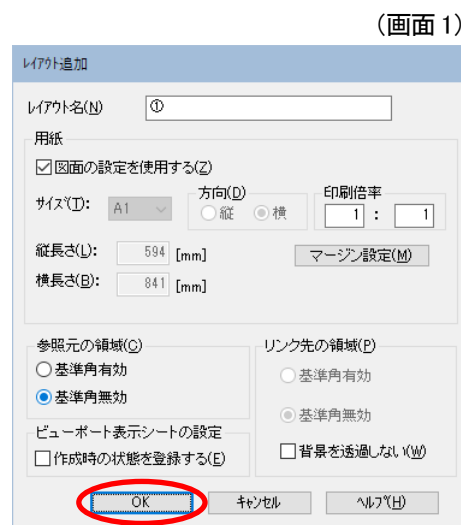 (画面 1)
レイアウト追加
レイアウト名(N) ①
用紙
図面の設定を使用する(Z)
サイズ(T): A1 方向(D) 縦 横 印刷倍率 1 : 1
縦長さ(L): 594 [mm] マージン設定(M)
横長さ(B): 841 [mm]
参照元の領域(C) リンク先の領域(P)
基準角有効 基準角有効
基準角無効 基準角無効
ビューポート表示シートの設定
作成時の状態を登録する(E) 背景を透過しない(W)
OK キャンセル ヘルプ(H)